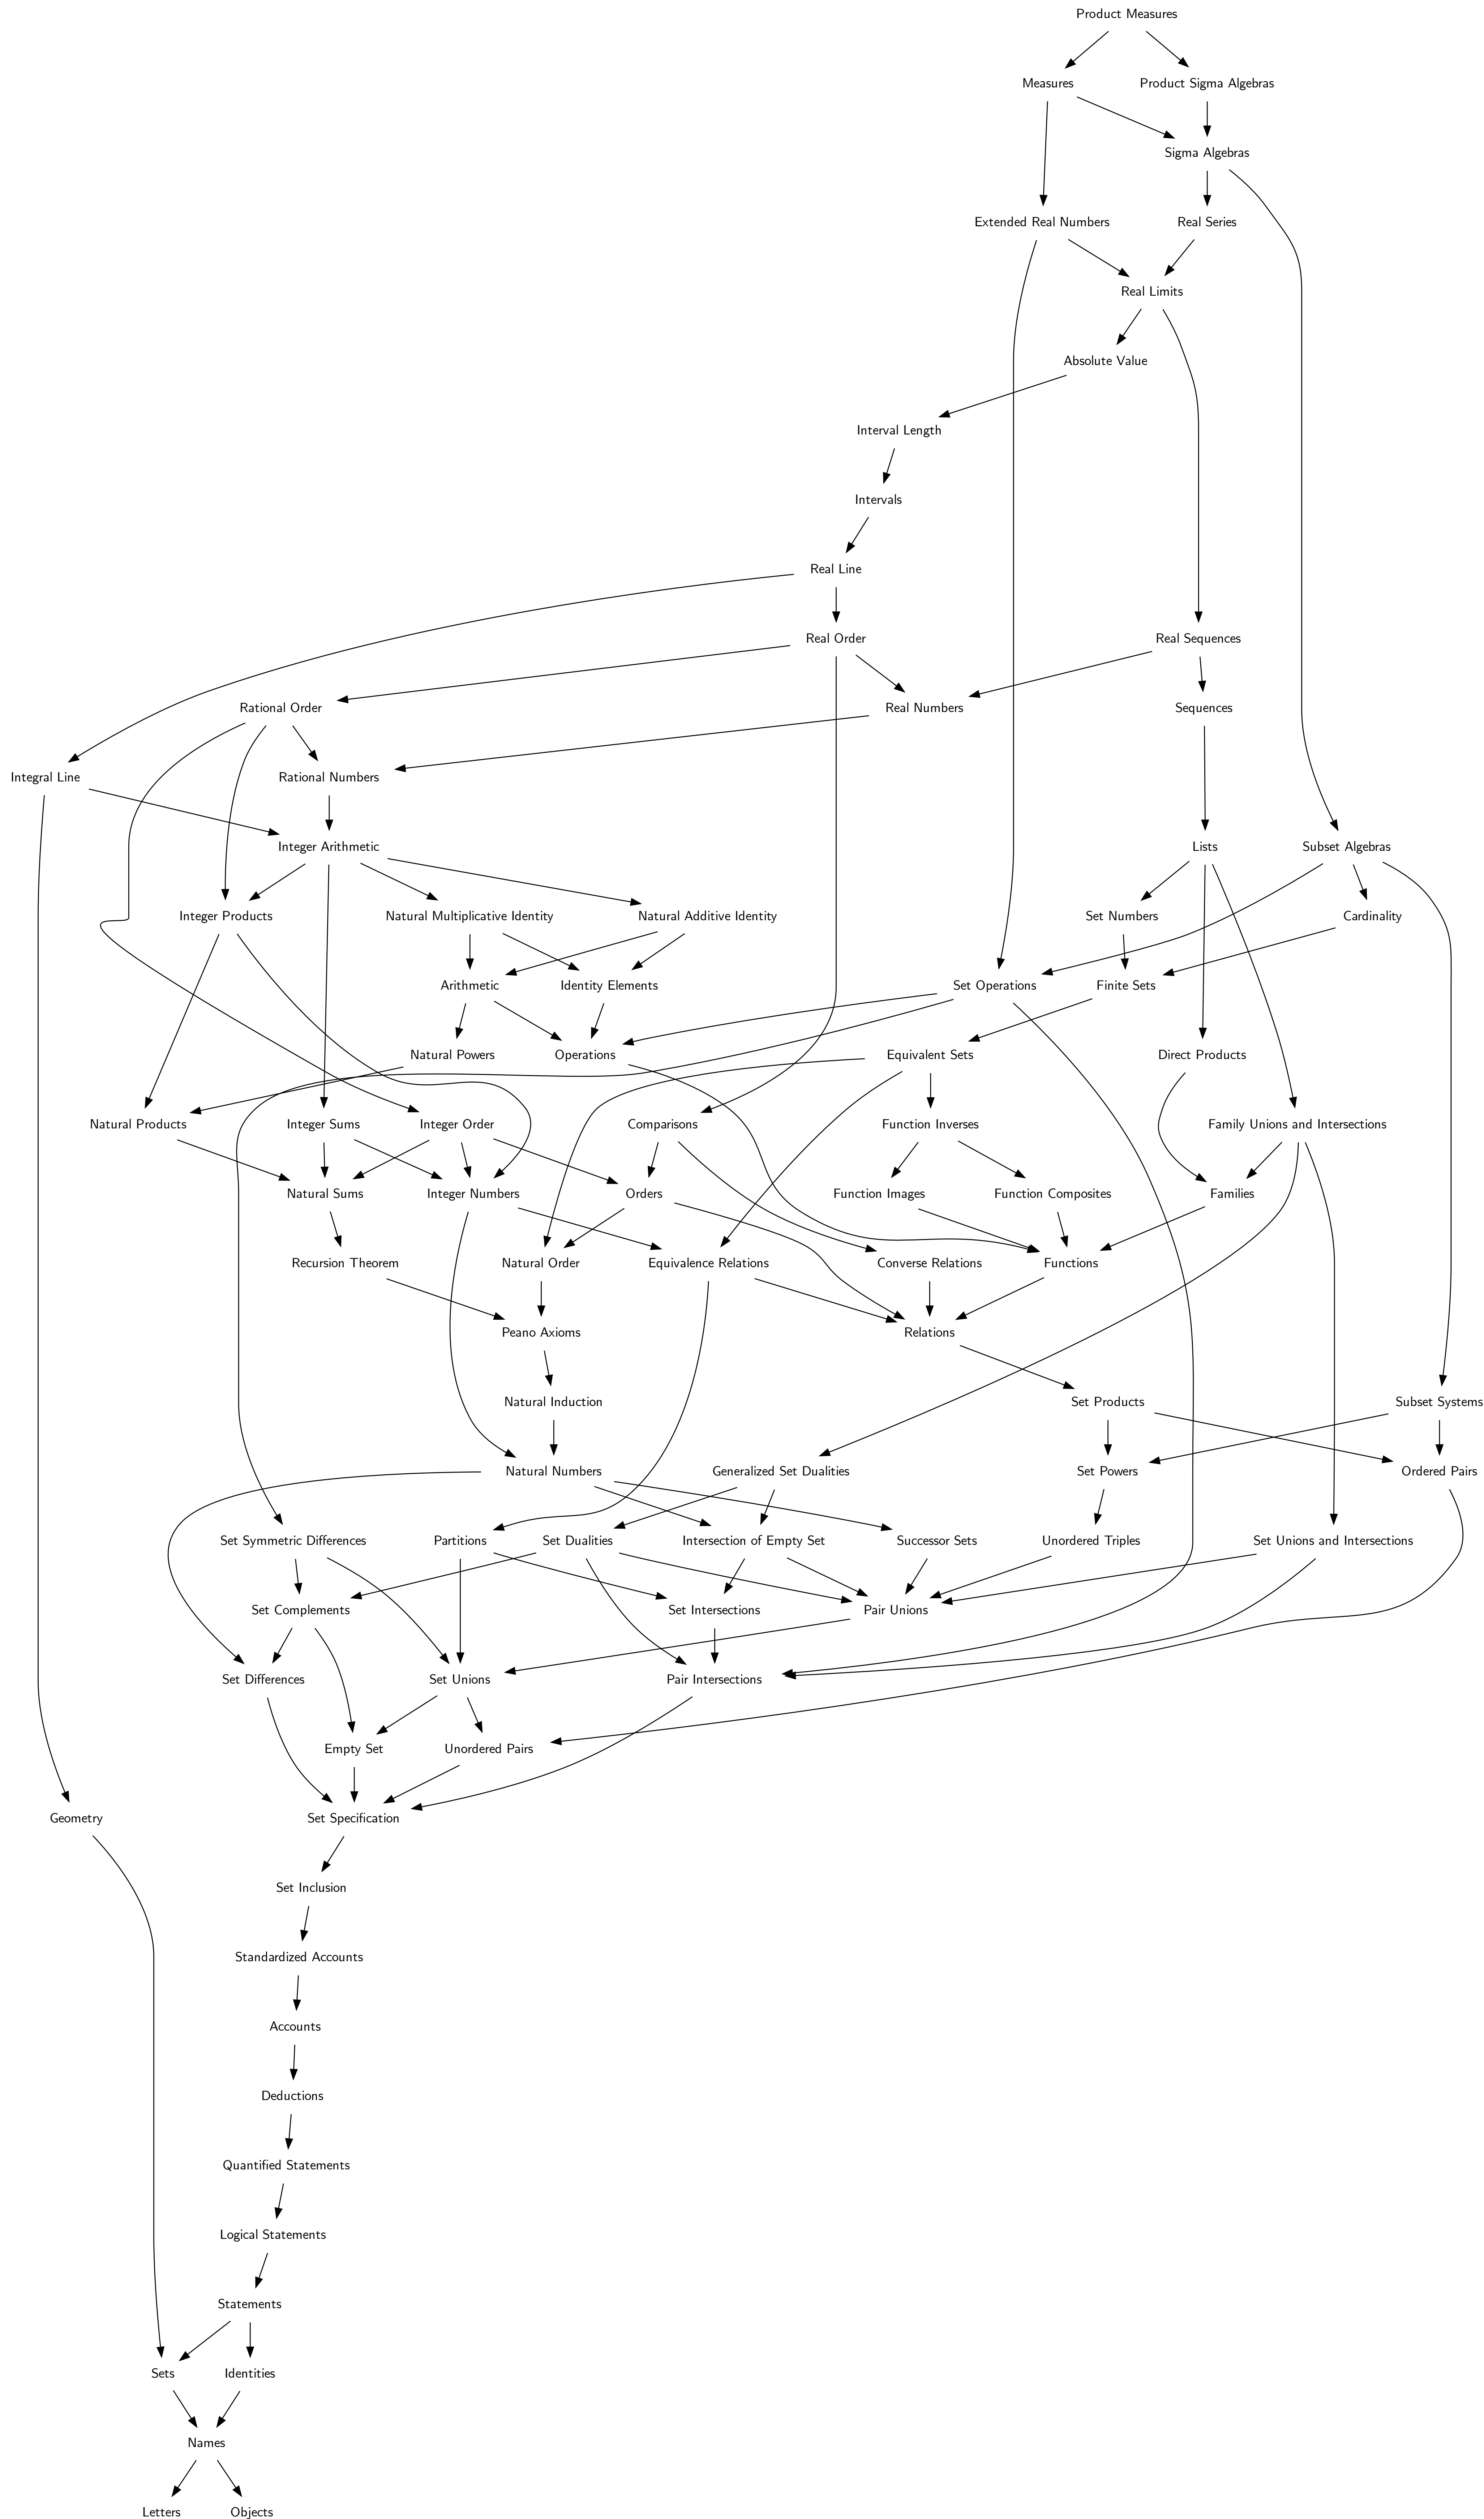 Product Measures
Measures
Product Sigma Algebras
Sigma Algebras
Extended Real Numbers
Real Series
Real Limits
Absolute Value
Interval Length
Intervals
Real Line
Real Order
Real Sequences
Rational Order
Real Numbers
Sequences
Integral Line
Rational Numbers
Integer Arithmetic
Lists
Subset Algebras
Integer Products
Natural Multiplicative Identity
Natural Additive Identity
Set Numbers
Cardinality
Arithmetic
Identity Elements
Set Operations
Finite Sets
Natural Powers
Operations
Equivalent Sets
Direct Products
Natural Products
Integer Sums
Integer Order
Comparisons
Function Inverses
Family Unions and Intersections
Natural Sums
Integer Numbers
Orders
Function Images
Function Composites
Families
Recursion Theorem
Natural Order
Equivalence Relations
Converse Relations
Functions
Peano Axioms
Relations
Natural Induction
Set Products
Subset Systems
Natural Numbers
Generalized Set Dualities
Set Powers
Ordered Pairs
Set Symmetric Differences
Partitions
Set Dualities
Intersection of Empty Set
Successor Sets
Unordered Triples
Set Unions and Intersections
Set Complements
Set Intersections
Pair Unions
Set Differences
Set Unions
Pair Intersections
Empty Set
Unordered Pairs
Geometry
Set Specification
Set Inclusion
Standardized Accounts
Accounts
Deductions
Quantified Statements
Logical Statements
Statements
Sets
Identities
Names
Letters
Objects